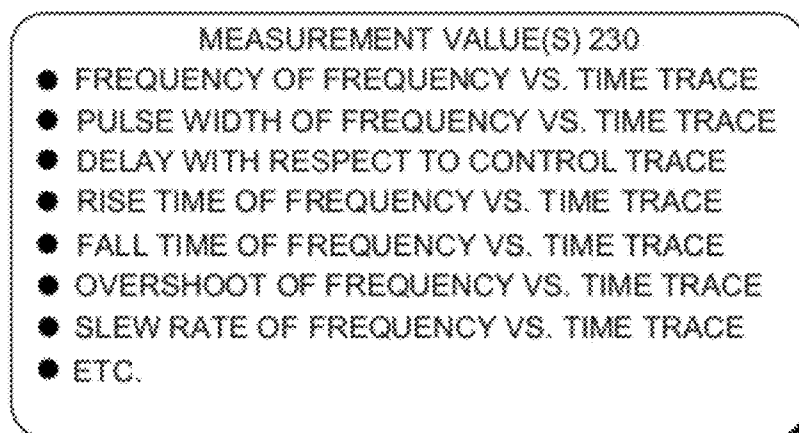 MEASUREMENT VALUE(S) 230
● FREQUENCY OF FREQUENCY VS. TIME TRACE
● PULSE WIDTH OF FREQUENCY VS. TIME TRACE
● DELAY WITH RESPECT TO CONTROL TRACE
● RISE TIME OF FREQUENCY VS. TIME TRACE
● FALL TIME OF FREQUENCY VS. TIME TRACE
● OVERSHOOT OF FREQUENCY VS. TIME TRACE
● SLEW RATE OF FREQUENCY VS. TIME TRACE
● ETC.